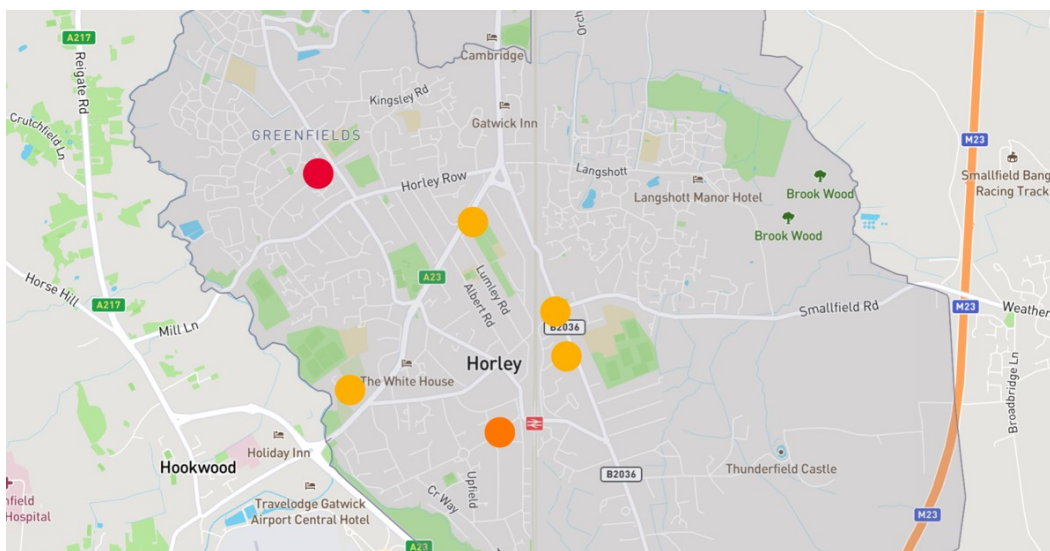 A217
Reigate Rd
Crutchfield Ln
Cambridge
Orch
Kingsley Rd
Gatwick Inn
GREENFIELDS
M23
Smallfield Bang
Racing Track
Langshott
Horley Row
Langshott Manor Hotel
Brook Wood
Brook Wood
A23
Lumley Rd
Albert Rd
Horse Hill
A217
Mill Ln
Smallfield Rd
M23
Weather
B2036
Horley
The White House
Broadbridge Ln
Holiday Inn
Hookwood
Thunderfield Castle
B2036
Upfield
Cr Way
nfield
Hospital
Travelodge Gatwick
Airport Central Hotel
M23
A23